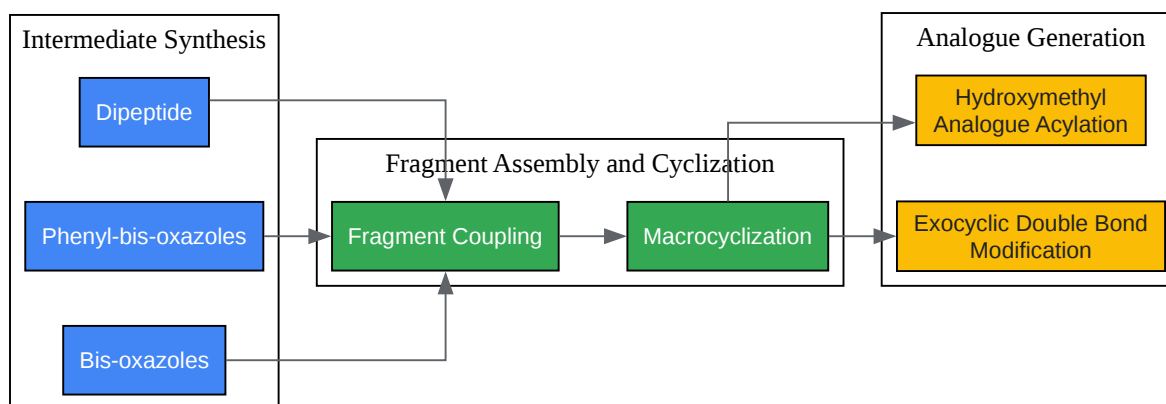 Intermediate Synthesis
Dipeptide
Phenyl-bis-oxazoles
Bis-oxazoles
Fragment Assembly and Cyclization
Fragment Coupling
Macrocyclization
Analogue Generation
Hydroxymethyl
Analogue Acylation
Exocyclic Double Bond
Modification